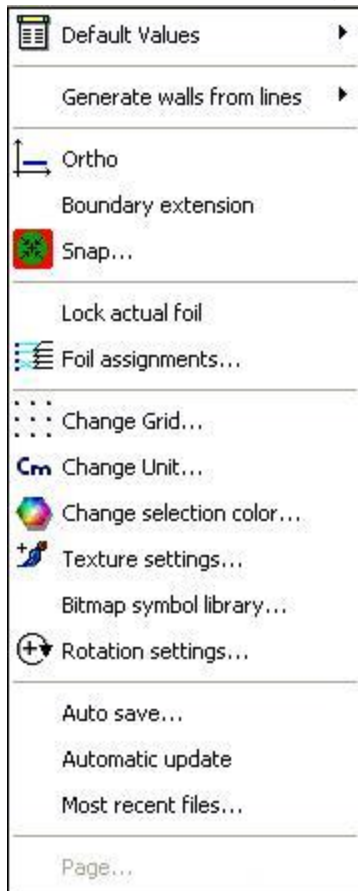 Default Values
Generate walls from lines
Ortho
Boundary extension
Snap...
Lock actual foil
Foil assignments...
Change Grid...
Cm Change Unit...
Change selection color...
Texture settings...
Bitmap symbol library...
Rotation settings...
Auto save...
Automatic update
Most recent files...
Page...